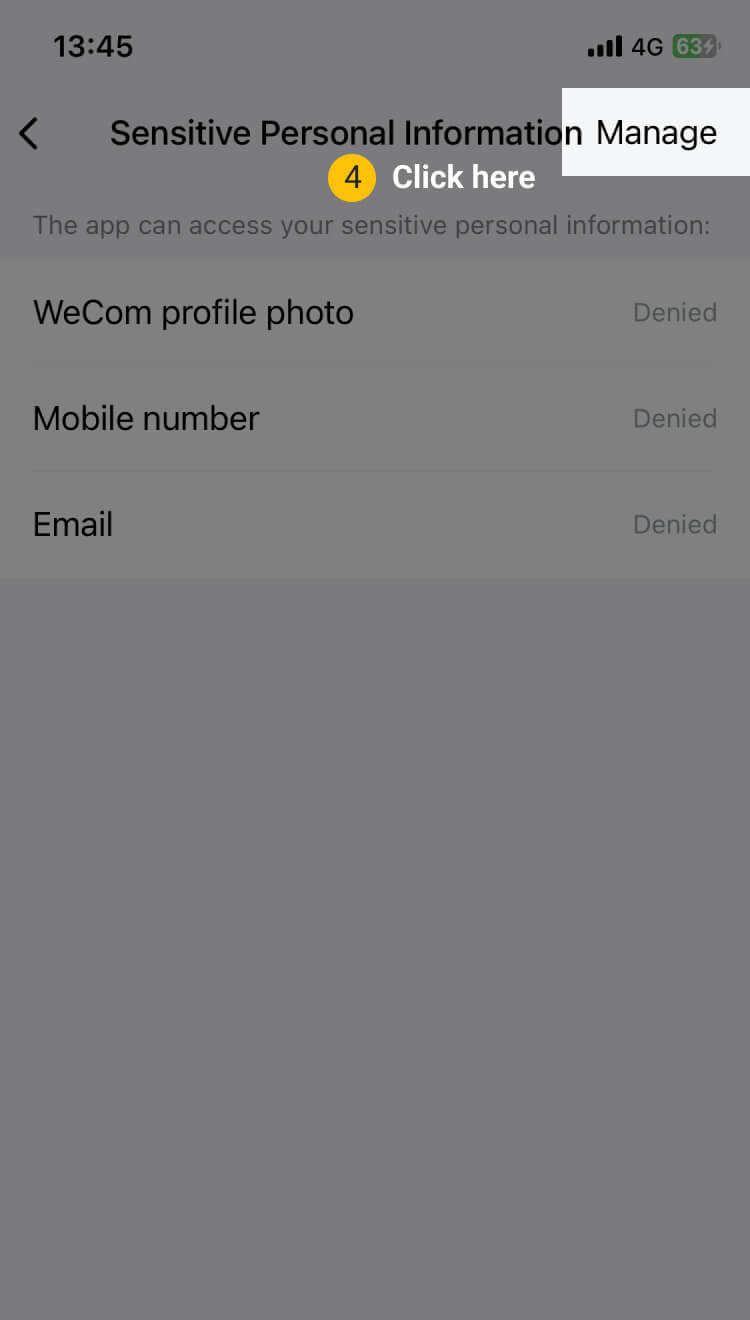 13:45 4G 63
Sensitive Personal Information Manage
4 Click here
The app can access your sensitive personal information:
WeCom profile photo Denied
Mobile number Denied
Email Denied